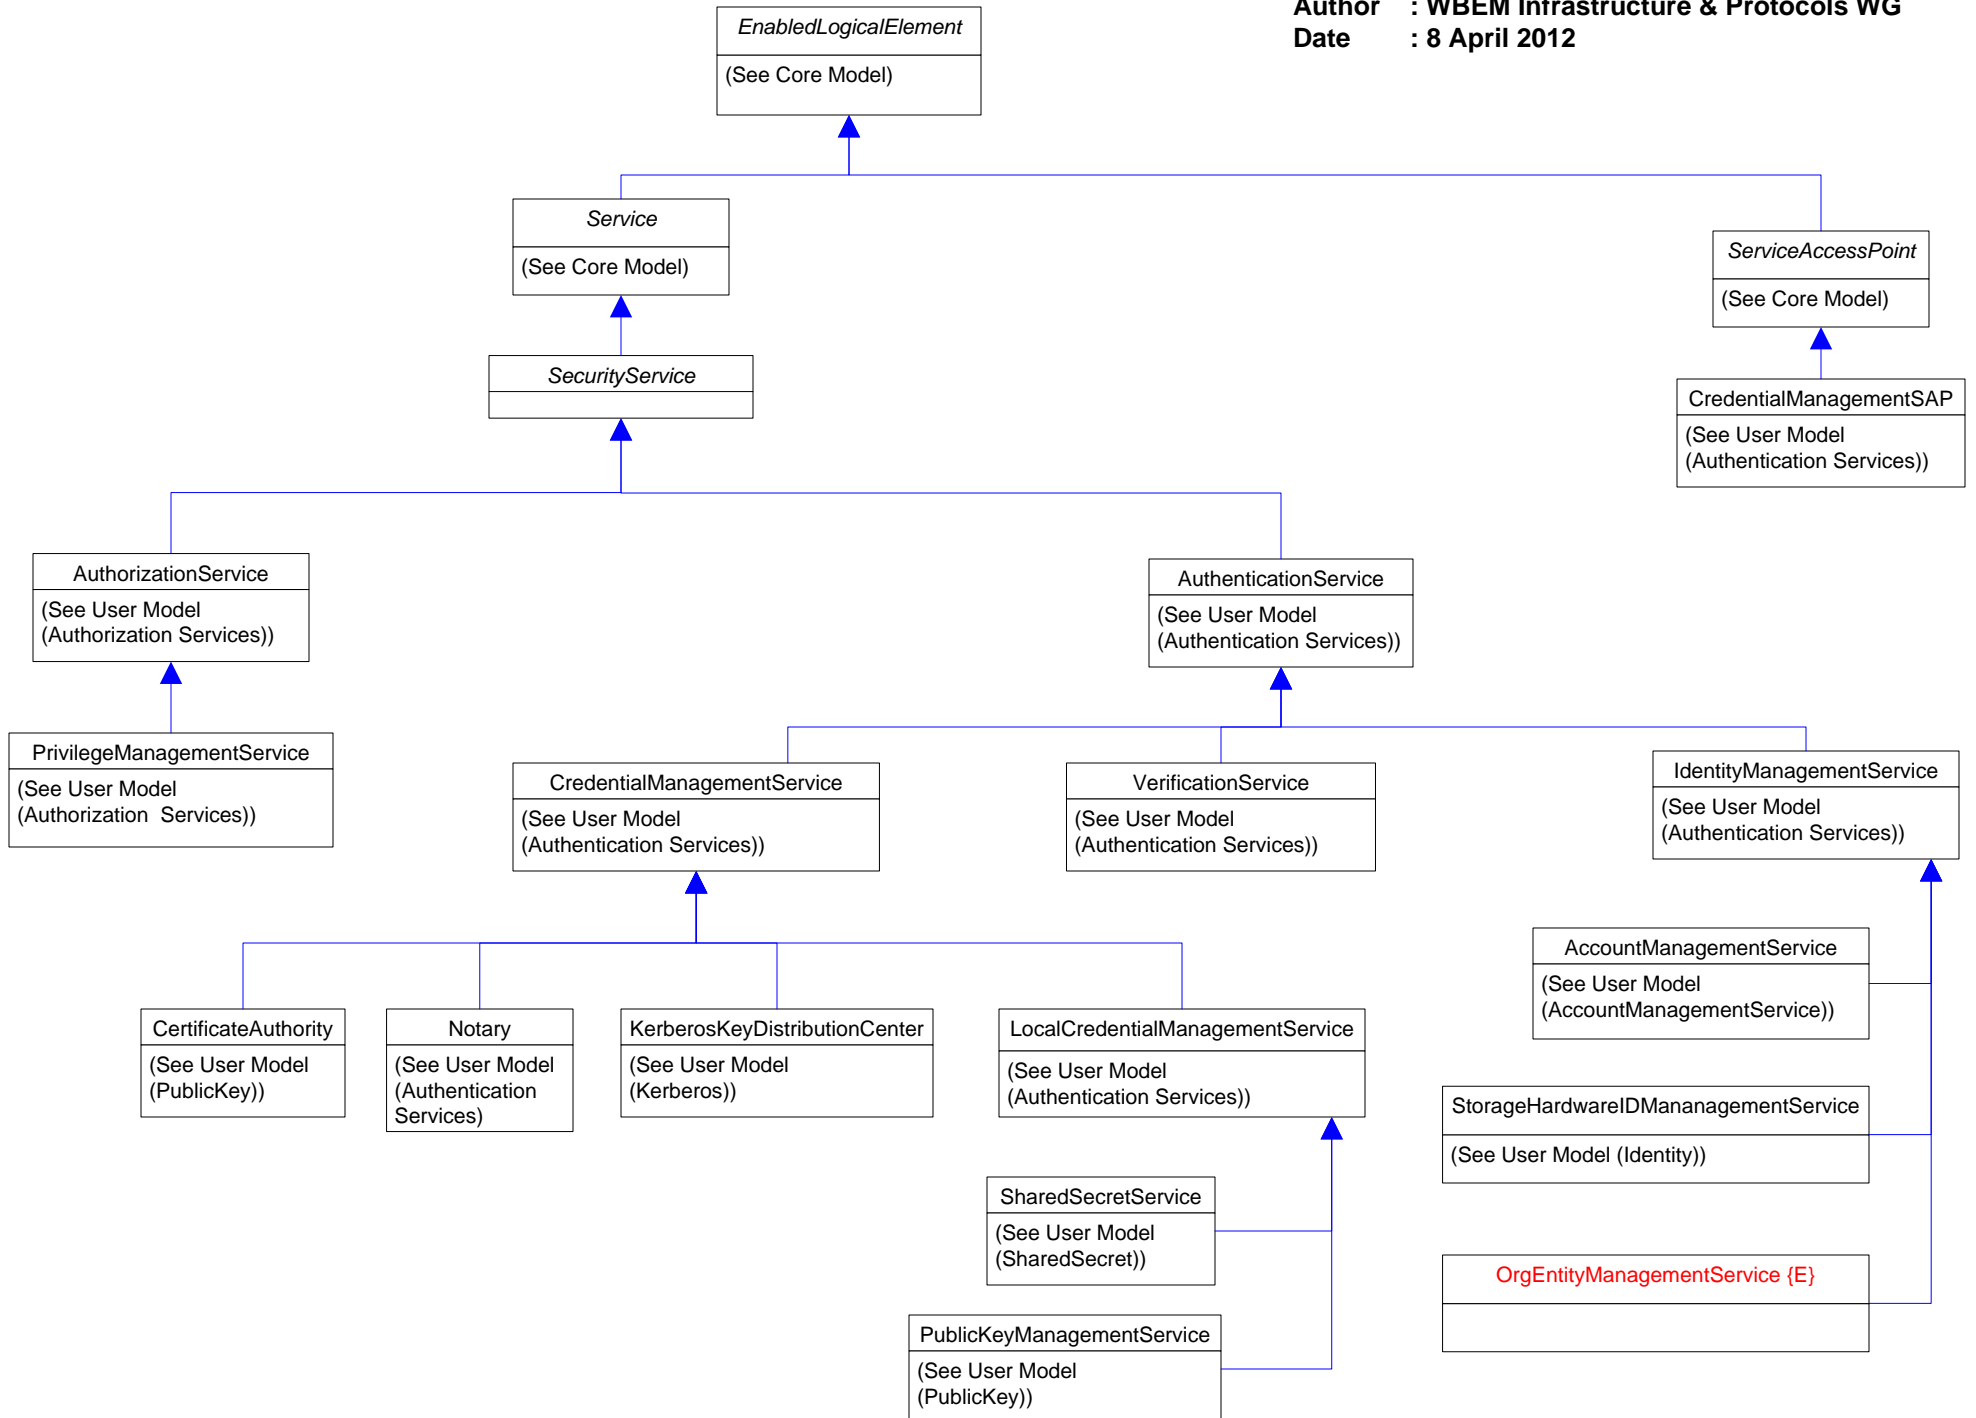 Author : WBEM Infrastructure & Protocols WG
Date : 8 April 2012
EnabledLogicalElement
(See Core Model)
Service
(See Core Model)
ServiceAccessPoint
(See Core Model)
SecurityService
CredentialManagementSAP
(See User Model
(Authentication Services))
AuthorizationService
(See User Model
(Authorization Services))
AuthenticationService
(See User Model
(Authentication Services))
PrivilegeManagementService
(See User Model
(Authorization  Services))
CredentialManagementService
(See User Model
(Authentication Services))
VerificationService
(See User Model
(Authentication Services))
IdentityManagementService
(See User Model
(Authentication Services))
AccountManagementService
(See User Model
(AccountManagementService))
CertificateAuthority
(See User Model
(PublicKey))
Notary
(See User Model
(Authentication
Services)
KerberosKeyDistributionCenter
(See User Model
(Kerberos))
LocalCredentialManagementService
(See User Model
(Authentication Services))
StorageHardwareIDMananagementService
(See User Model (Identity))
SharedSecretService
(See User Model
(SharedSecret))
OrgEntityManagementService {E}
PublicKeyManagementService
(See User Model
(PublicKey))